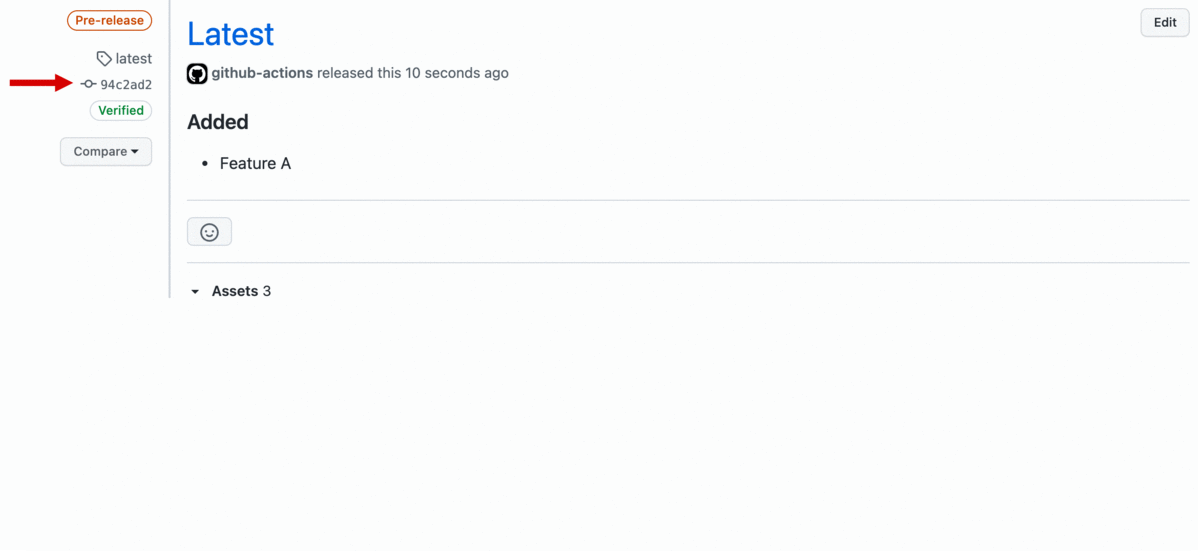 Pre-release
latest
94c2ad2
Verified
Compare
Latest
Edit
github-actions released this 10 seconds ago
Added
• Feature A
Assets 3